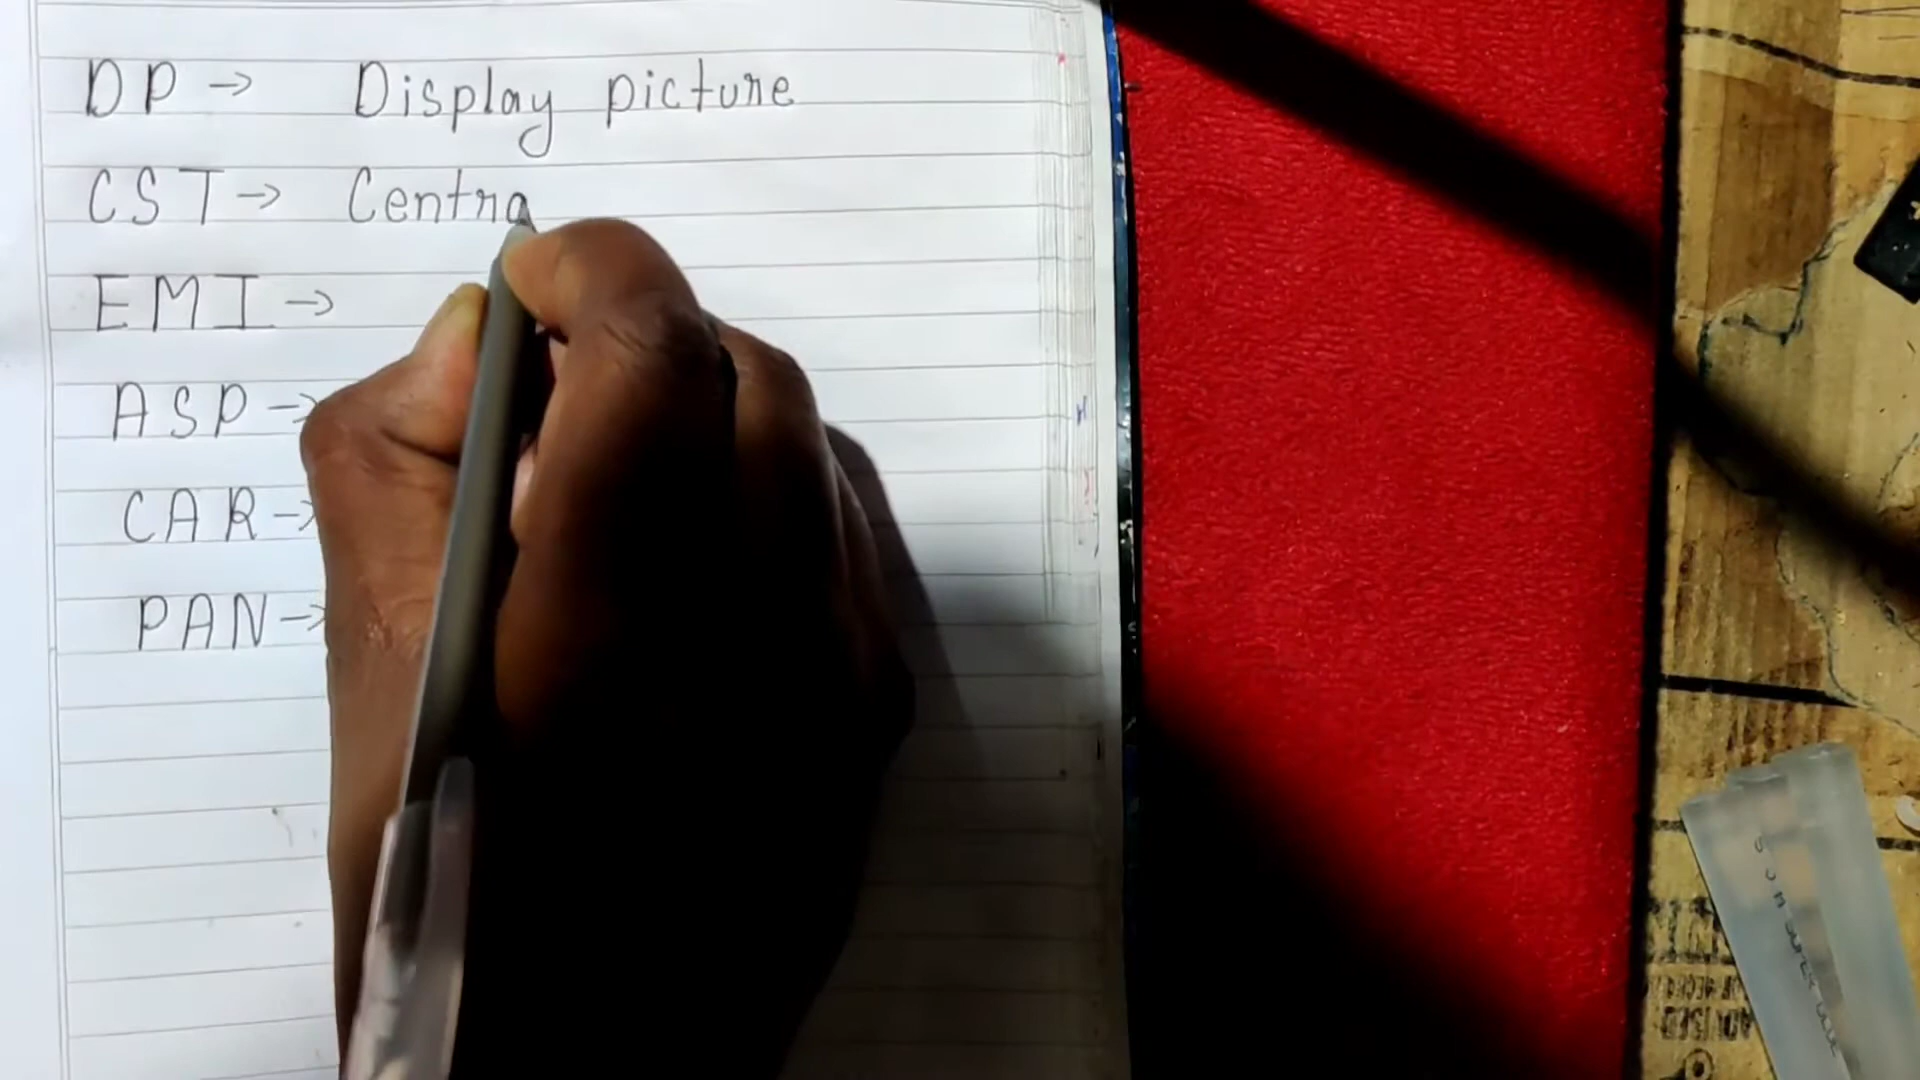 DP → Display picture
CST → Centra
EMI →
ASP →
CAR →
PAN →